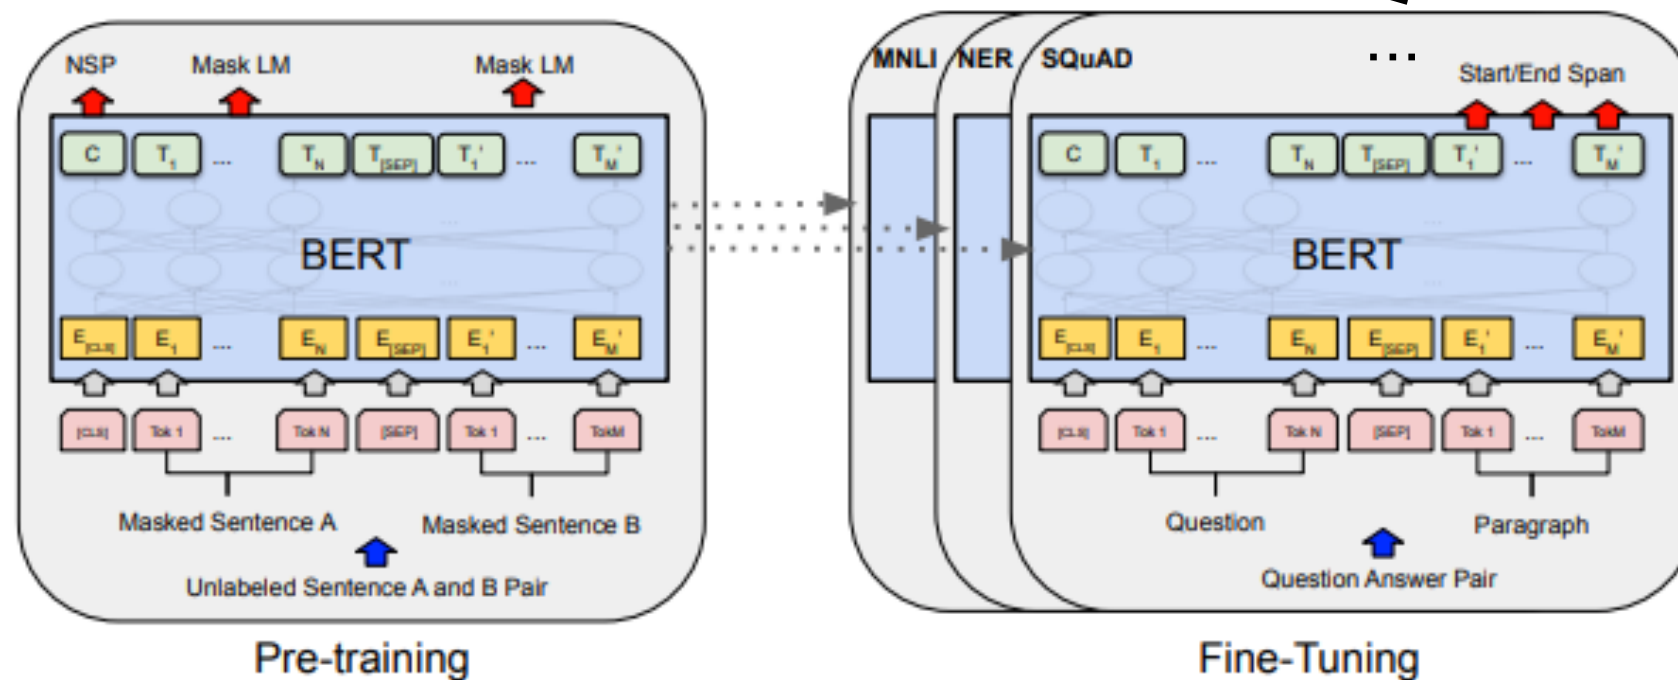 NSP Mask LM Mask LM
C T1 ... TN T[SEP] T1' ... TM'
BERT
E[CLS] E1 ... EN E[SEP] E1' ... EM'
[CLS] Tok 1 ... Tok N [SEP] Tok 1 ... TokM
Masked Sentence A Masked Sentence B
Unlabeled Sentence A and B Pair
Pre-training
MNLI NER SQuAD ...
Start/End Span
C T1 ... TN T[SEP] T1' ... TM'
BERT
E[CLS] E1 ... EN E[SEP] E1' ... EM'
[CLS] Tok 1 ... Tok N [SEP] Tok 1 ... TokM
Question Paragraph
Question Answer Pair
Fine-Tuning